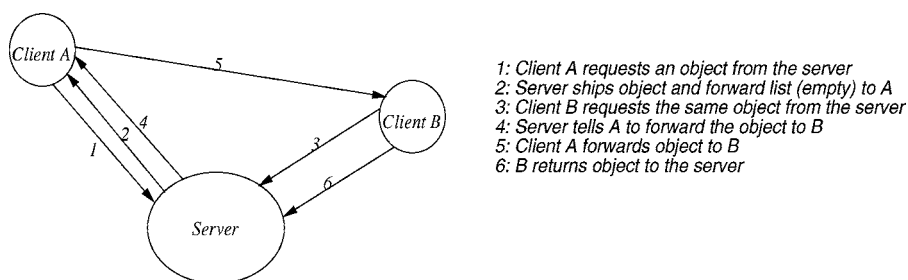 Client A
5
1: Client A requests an object from the server
2: Server ships object and forward list (empty) to A
3: Client B requests the same object from the server
4: Server tells A to forward the object to B
5: Client A forwards object to B
6: B returns object to the server
Client B
4
2
1
3
6
Server